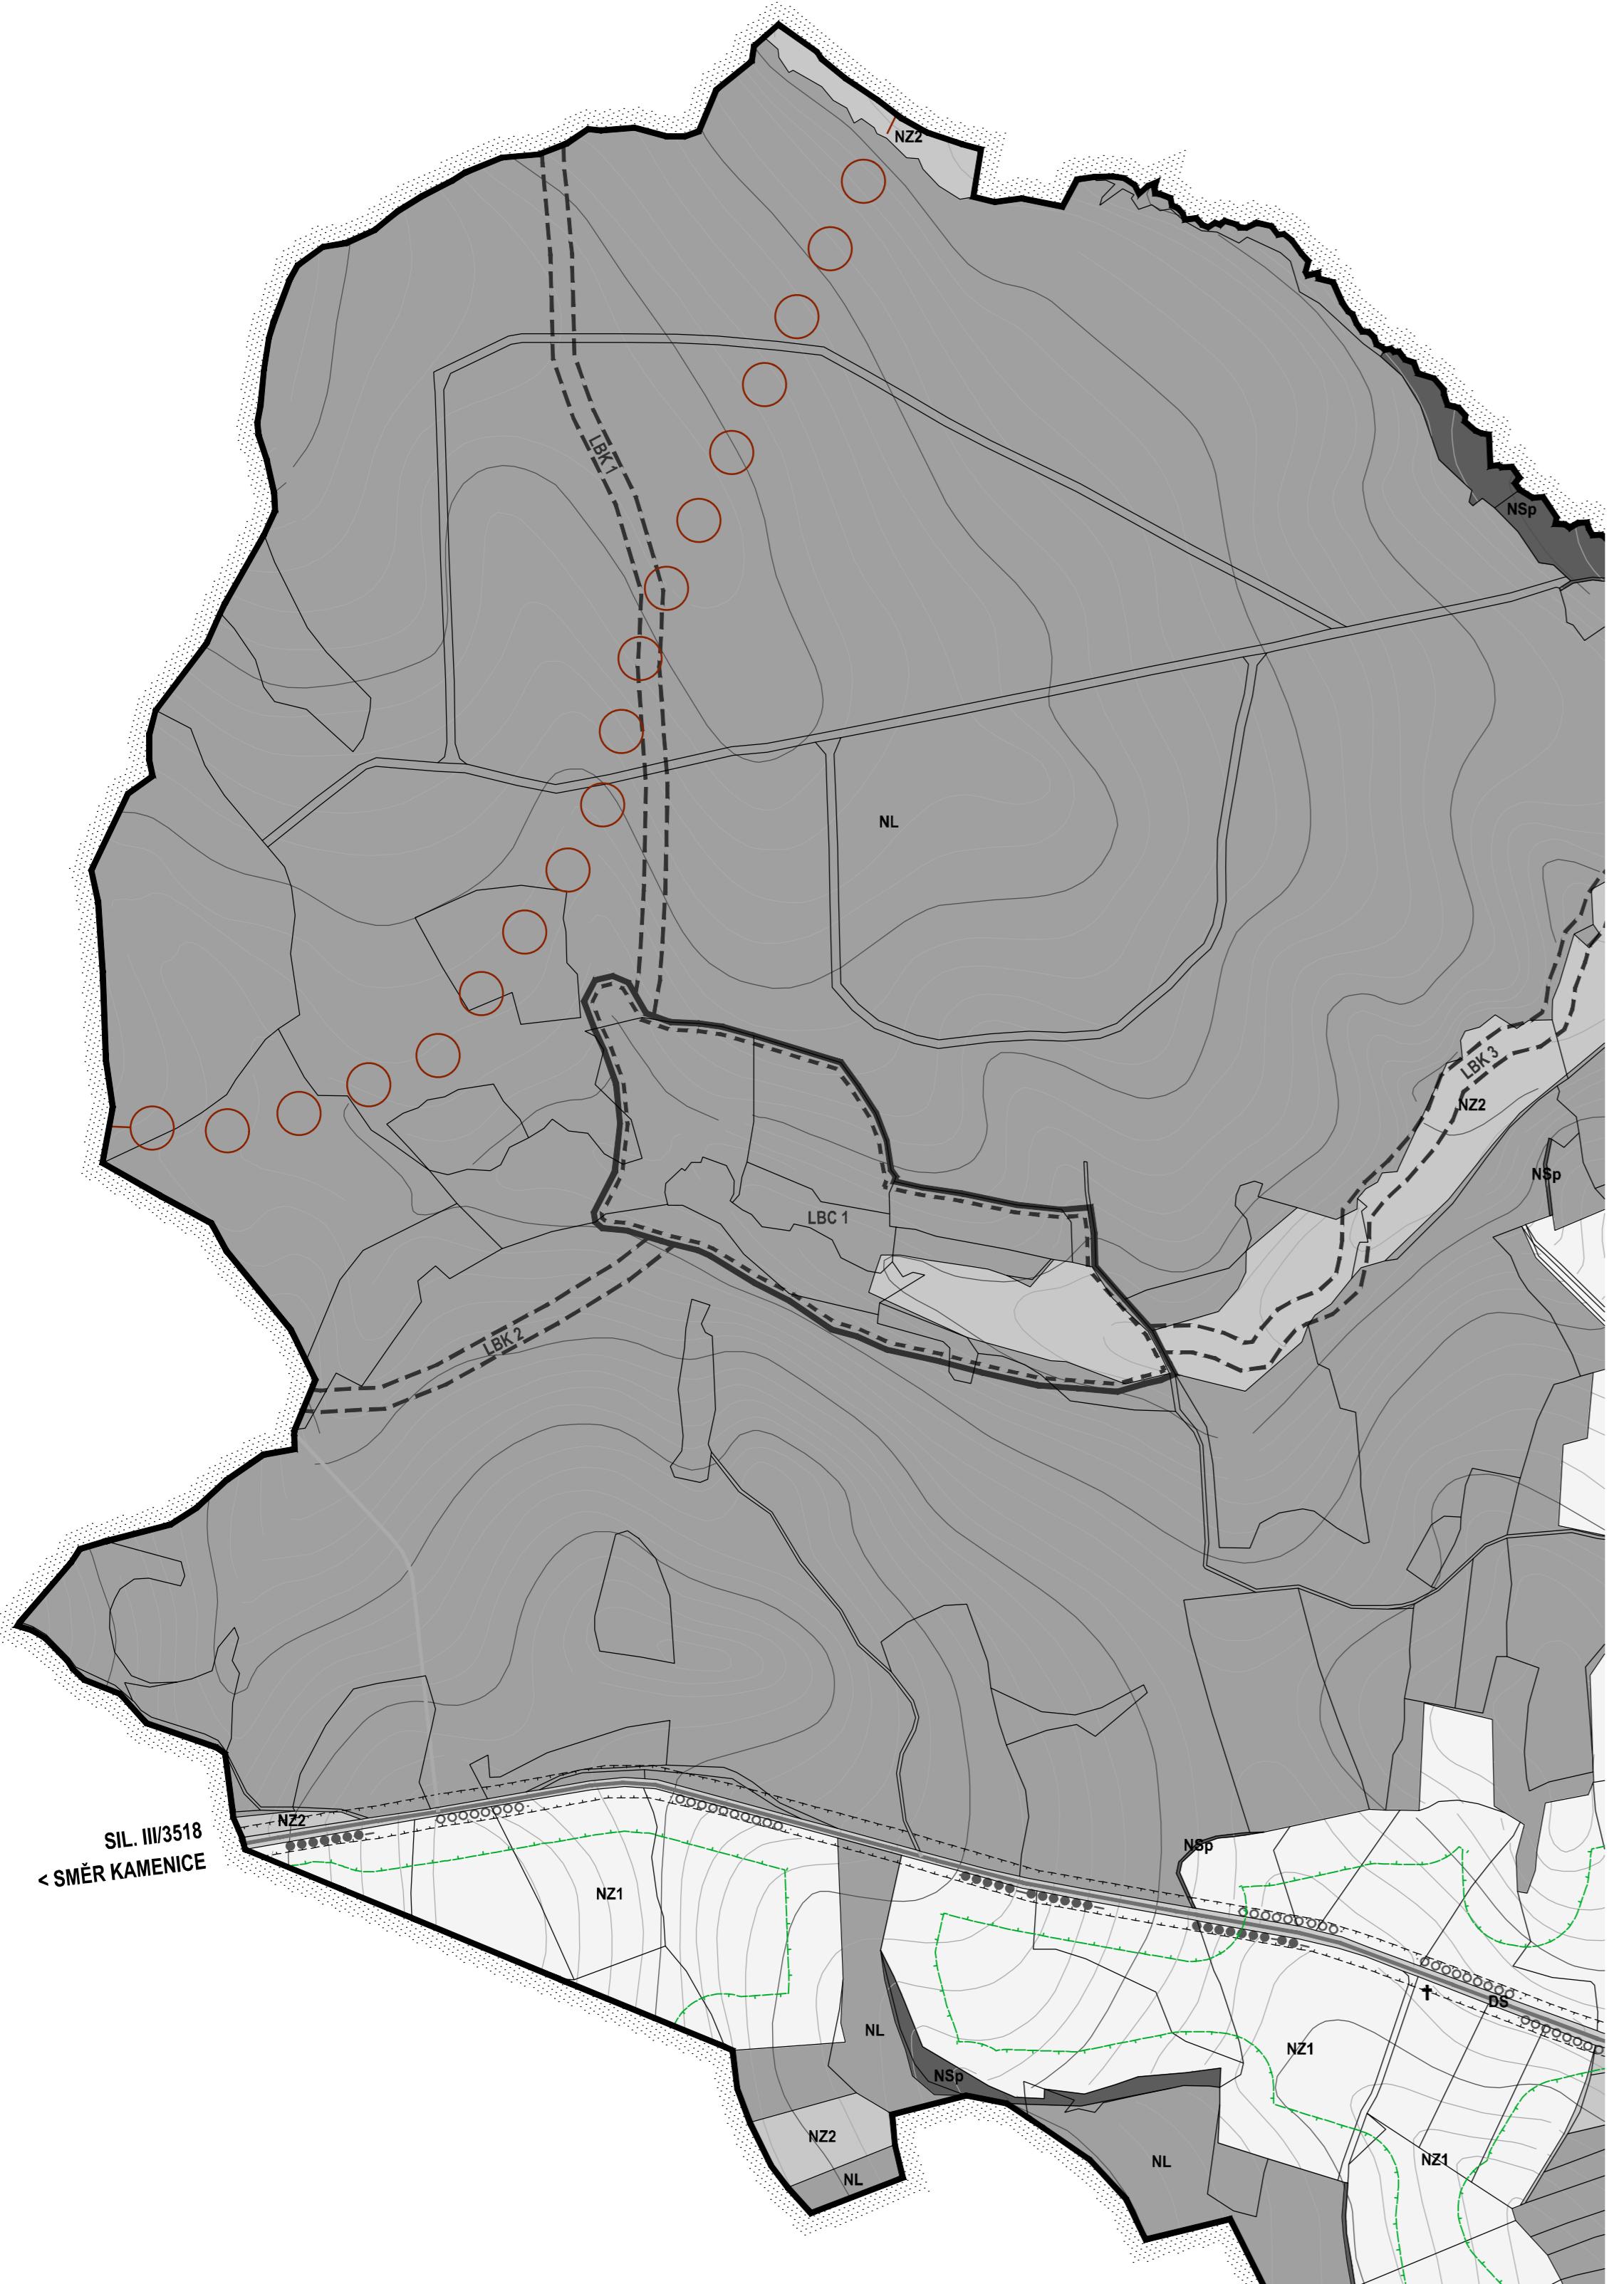 NZ2
LBK 1
NSp
NL
LBK 3
NZ2
NSp
LBC 1
LBK 2
NZ2
SIL. III/3518
< SMĚR KAMENICE
NSp
NZ1
DS
NL
NZ1
NSp
NZ2
NL
NL
NZ1